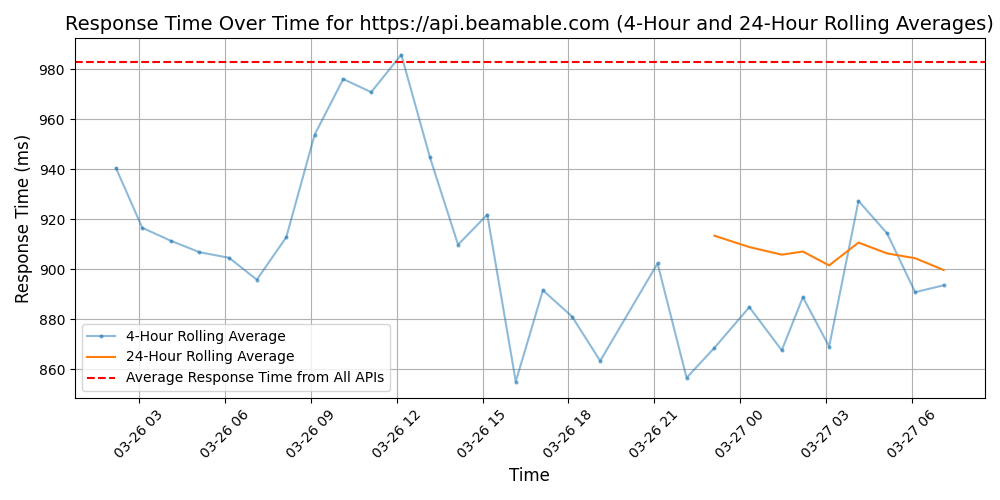 Response Time Over Time for https://api.beamable.com (4-Hour and 24-Hour Rolling Averages)
Response Time (ms)
980
960
940
920
900
880
860
4-Hour Rolling Average
24-Hour Rolling Average
Average Response Time from All APIs
03-26 03
03-26 06
03-26 09
03-26 12
03-26 15
03-26 18
03-26 21
03-27 00
03-27 03
03-27 06
Time